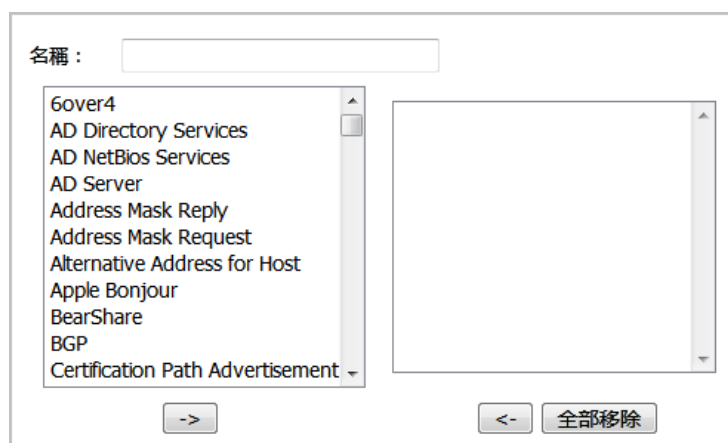 名稱：
6over4
AD Directory Services
AD NetBios Services
AD Server
Address Mask Reply
Address Mask Request
Alternative Address for Host
Apple Bonjour
BearShare
BGP
Certification Path Advertisement
->
<- 全部移除